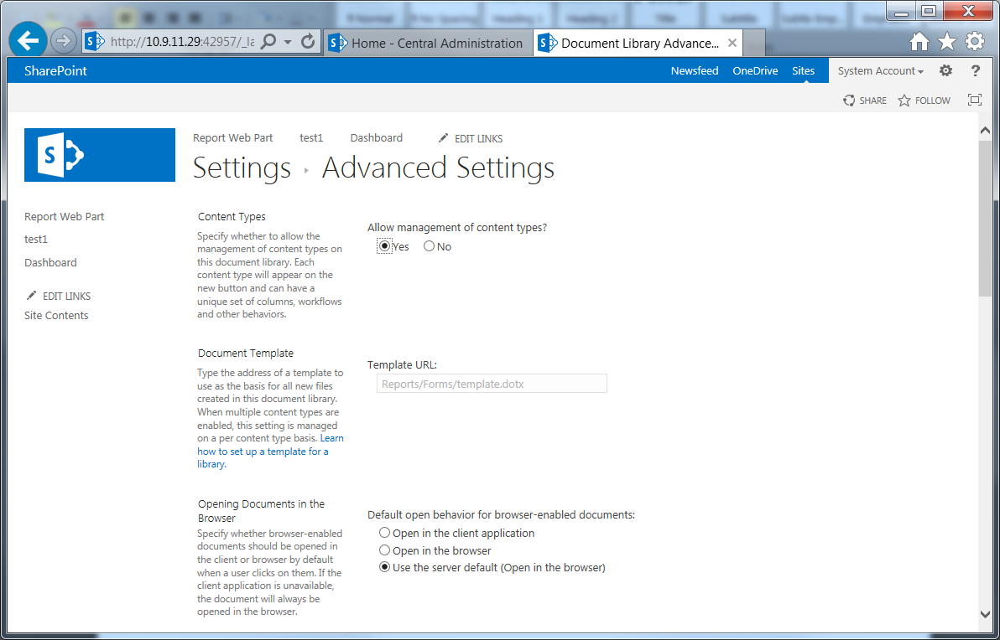 http://10.9.11.29:42957/_la
Home - Central Administration
Document Library Advance...
SharePoint
Newsfeed
OneDrive
Sites
System Account
?
SHARE
FOLLOW
S
Report Web Part
test1
Dashboard
EDIT LINKS
Settings
Advanced Settings
Report Web Part
test1
Dashboard
EDIT LINKS
Site Contents
Content Types
Specify whether to allow the
management of content types on
this document library. Each
content type will appear on the
new button and can have a
unique set of columns, workflows
and other behaviors.
Allow management of content types?
Yes
No
Document Template
Type the address of a template to
use as the basis for all new files
created in this document library.
When multiple content types are
enabled, this setting is managed
on a per content type basis. Learn
how to set up a template for a
library.
Template URL:
Reports/Forms/template.dotx
Opening Documents in the
Browser
Specify whether browser-enabled
documents should be opened in
the client or browser by default
when a user clicks on them. If the
client application is unavailable,
the document will always be
opened in the browser.
Default open behavior for browser-enabled documents:
Open in the client application
Open in the browser
Use the server default (Open in the browser)